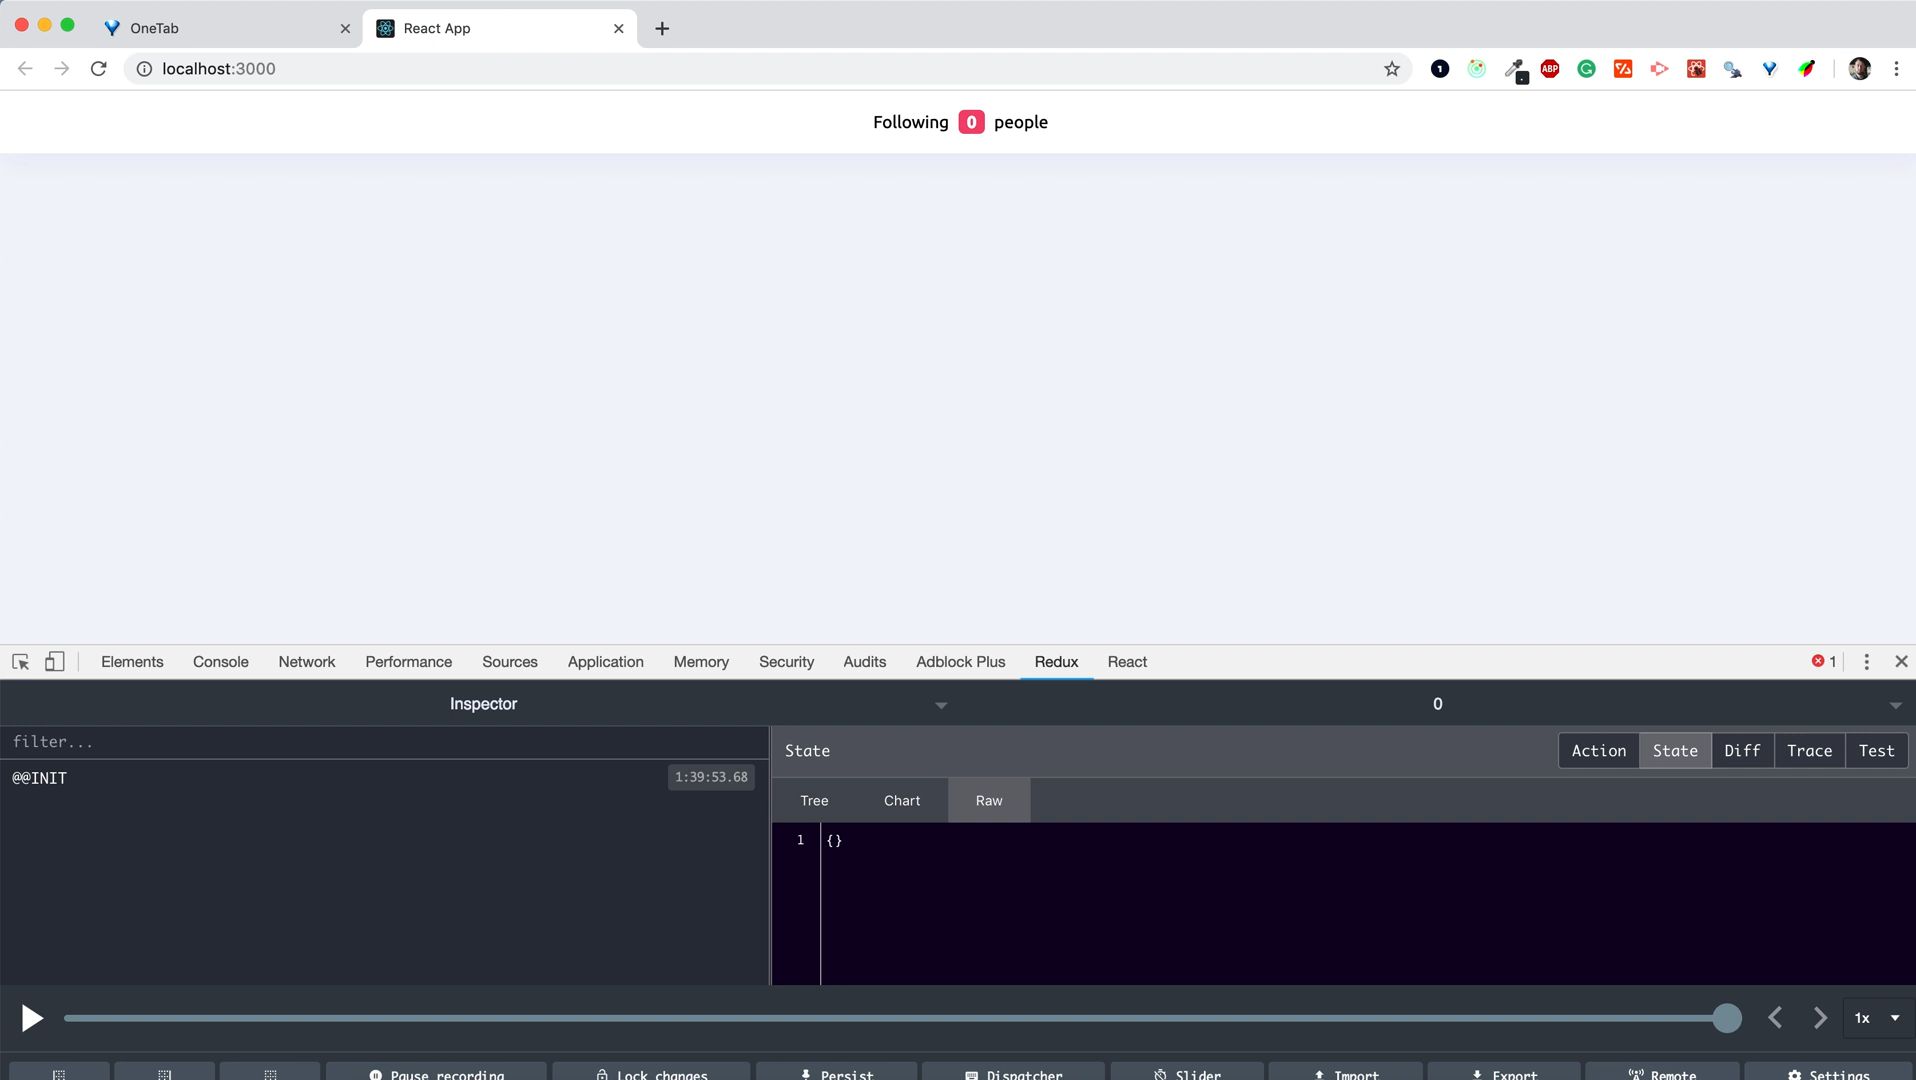 OneTab
React App
localhost:3000
1
ABP
Following 0 people
Elements Console Network Performance Sources Application Memory Security Audits Adblock Plus Redux React
1
Inspector
0
filter...
State
Action State Diff Trace Test
@@INIT
1:39:53.68
Tree Chart Raw
1 {}
1x
Pause recording Lock changes Persist Dispatcher Slider Import Export Remote Settings